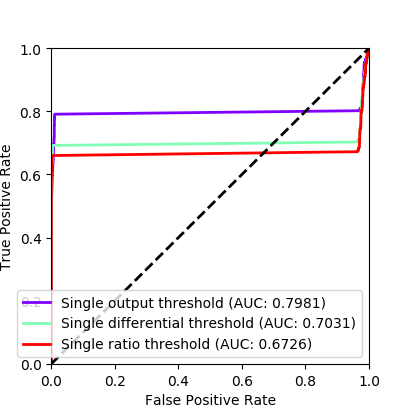 1.0
0.8
0.6
0.4
0.2
0.0
True Positive Rate
Single output threshold (AUC: 0.7981)
Single differential threshold (AUC: 0.7031)
Single ratio threshold (AUC: 0.6726)
0.0 0.2 0.4 0.6 0.8 1.0
False Positive Rate